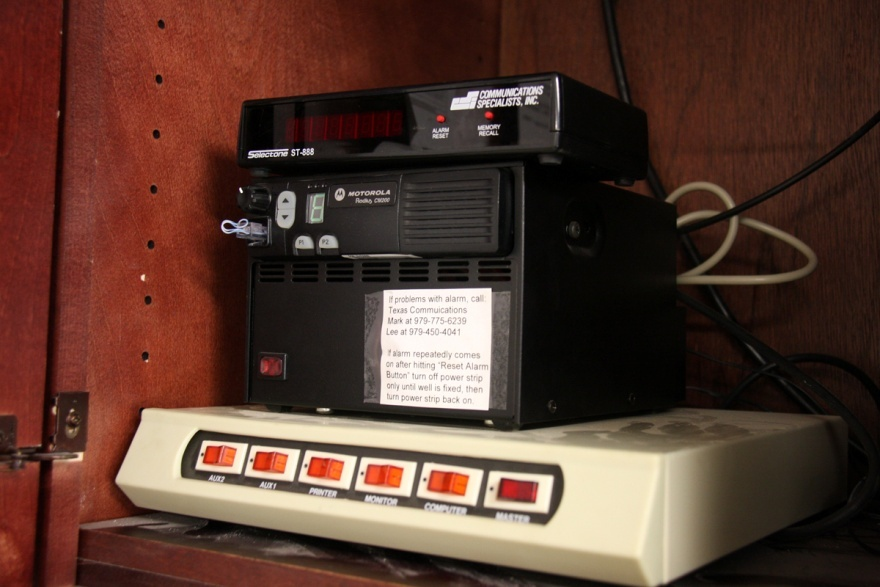 COMMUNICATIONS
SPECIALISTS, INC.
ALARM
RESET
MEMORY
RECALL
Selectone ST-888
MOTOROLA
Radius CM200
P1
P2
If problems with alarm, call:
Texas Commuications
Mark at 979-775-6239
Lee at 979-450-4041
If alarm repeatedly comes
on after hitting "Reset Alarm
Button" turn off power strip
only until well is fixed, then
turn power strip back on.
AUX2
AUX1
PRINTER
MONITOR
COMPUTER
MASTER